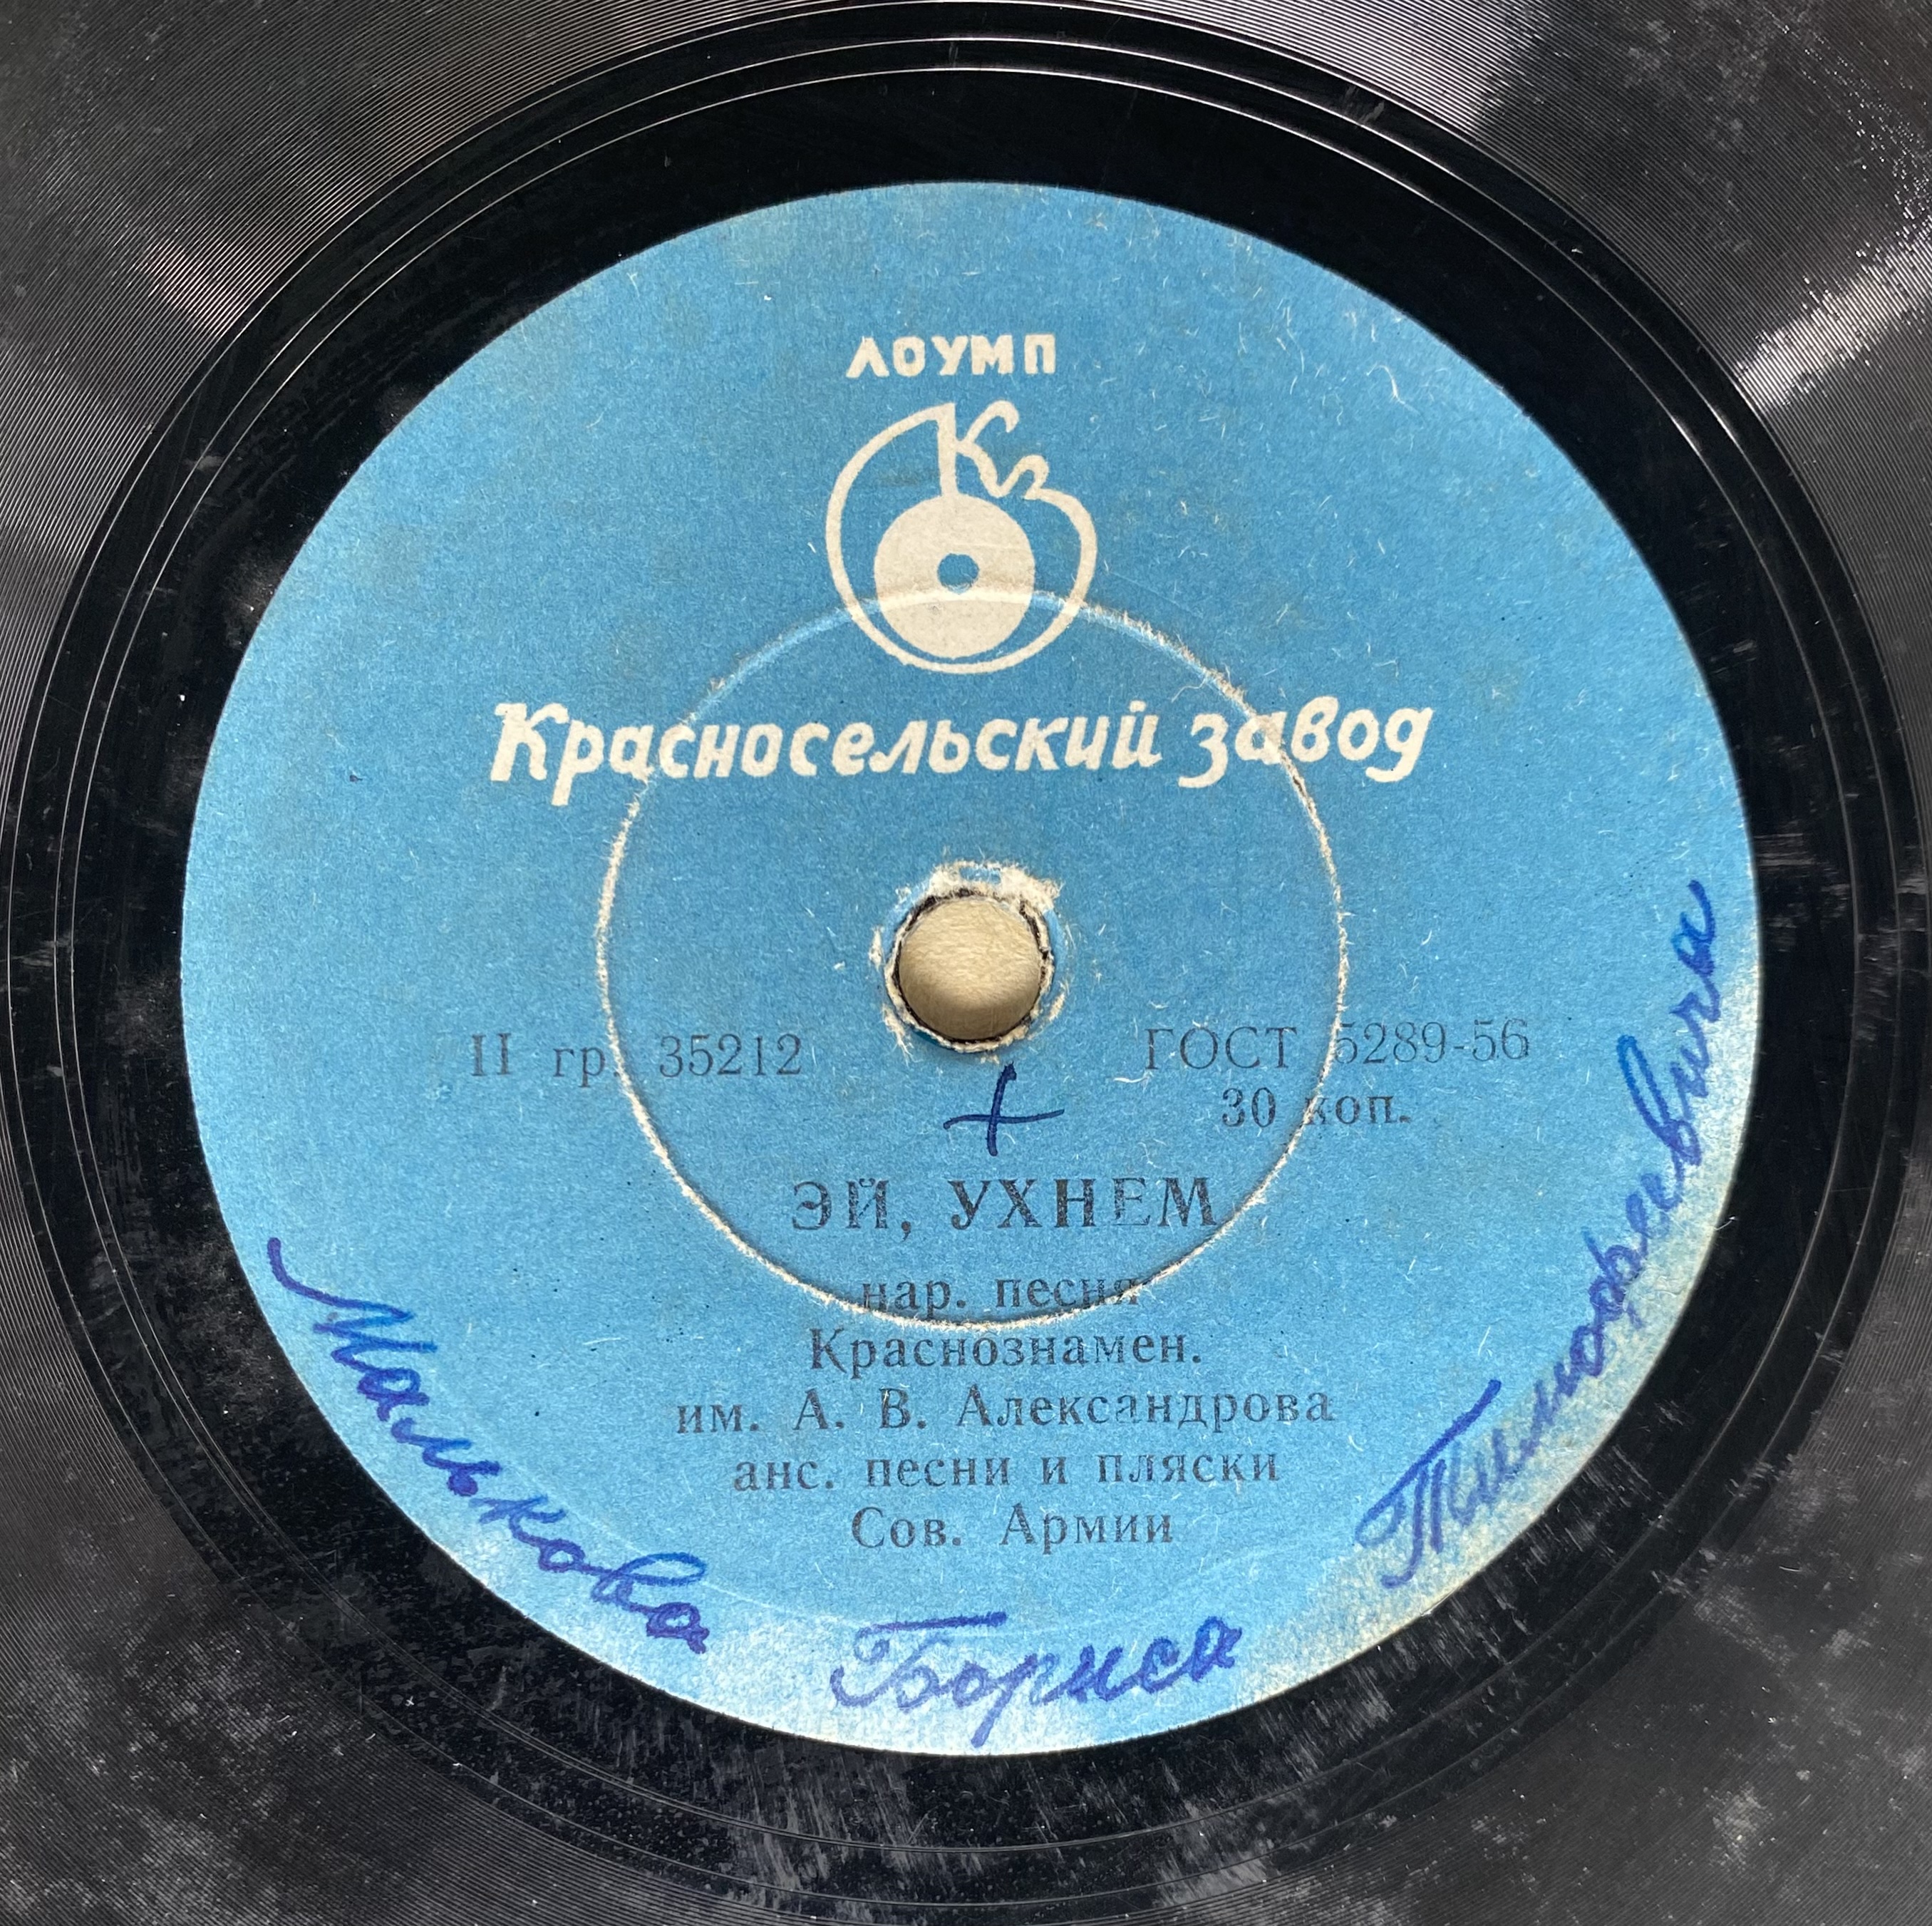 ЛОУМП
Кз
Красносельский завод
II гр. 35212
ГОСТ 5289-56
30 коп.
+
ЭЙ, УХНЕМ
нар. песня
Краснознамен.
им. А. В. Александрова
анс. песни и пляски
Сов. Армии
Малькова Бориса Тимофеевича